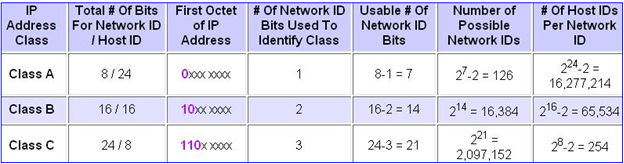 IP Address Class
Total # Of Bits For Network ID / Host ID
First Octet of IP Address
# Of Network ID Bits Used To Identify Class
Usable # Of Network ID Bits
Number of Possible Network IDs
# Of Host IDs Per Network ID
Class A
8 / 24
0xxx xxxx
1
8-1 = 7
2^7-2 = 126
2^24-2 = 16,277,214
Class B
16 / 16
10xx xxxx
2
16-2 = 14
2^14 = 16,384
2^16-2 = 65,534
Class C
24 / 8
110x xxxx
3
24-3 = 21
2^21 = 2,097,152
2^8-2 = 254